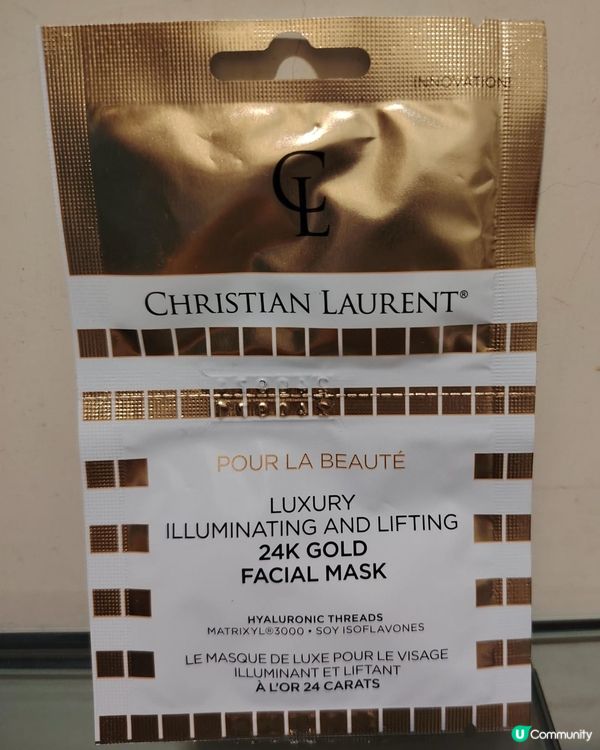 INNOVATION!
CL
CHRISTIAN LAURENT®
POUR LA BEAUTÉ
LUXURY
ILLUMINATING AND LIFTING
24K GOLD
FACIAL MASK
HYALURONIC THREADS
MATRIXYL®3000 • SOY ISOFLAVONES
LE MASQUE DE LUXE POUR LE VISAGE
ILLUMINANT ET LIFTANT
À L'OR 24 CARATS
U Community